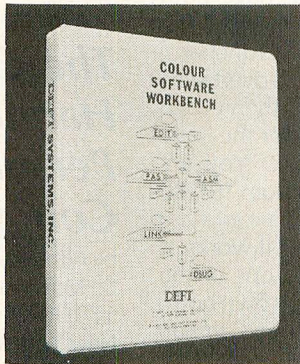 COLOUR
SOFTWARE
WORKBENCH
EDIT
PAS
ASM
LINK
DBUG
DEFT
DEFT SYSTEMS, INC.